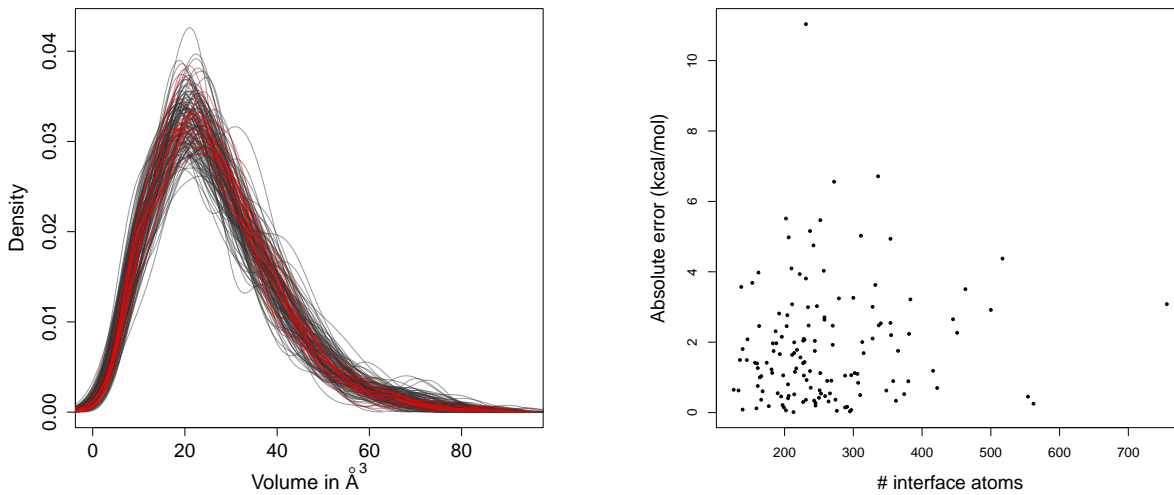 0.00 0.01 0.02 0.03 0.04
Density
0 20 40 60 80
Volume in Å³
0 2 4 6 8 10
Absolute error (kcal/mol)
200 300 400 500 600 700
# interface atoms